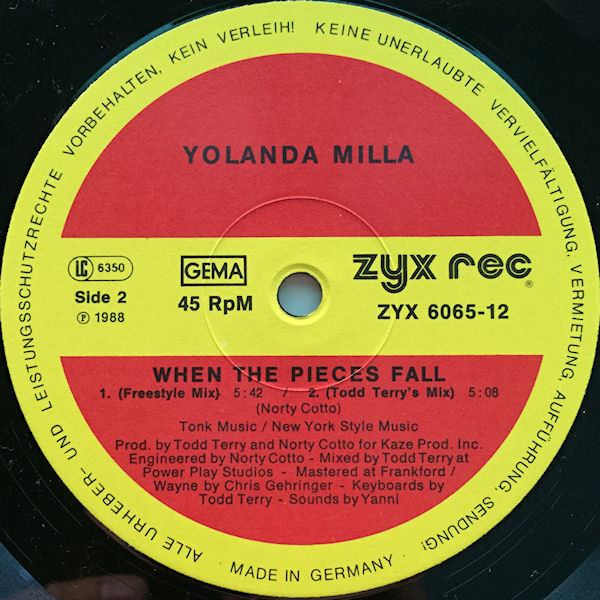 ALLE URHEBER- UND LEISTUNGSSCHUTZRECHTE VORBEHALTEN, KEIN VERLEIH! KEINE UNERLAUBTE VERVIELFÄLTIGUNG, VERMIETUNG, AUFFÜHRUNG, SENDUNG!
YOLANDA MILLA
LC 6350
GEMA
zyx rec®
Side 2
45 RpM
ZYX 6065-12
℗ 1988
WHEN THE PIECES FALL
1. (Freestyle Mix) 5:42 / 2. (Todd Terry's Mix) 5:08
(Norty Cotto)
Tonk Music / New York Style Music
Prod. by Todd Terry and Norty Cotto for Kaze Prod. Inc.
Engineered by Norty Cotto - Mixed by Todd Terry at
Power Play Studios - Mastered at Frankford /
Wayne by Chris Gehringer - Keyboards by
Todd Terry - Sounds by Yanni
MADE IN GERMANY